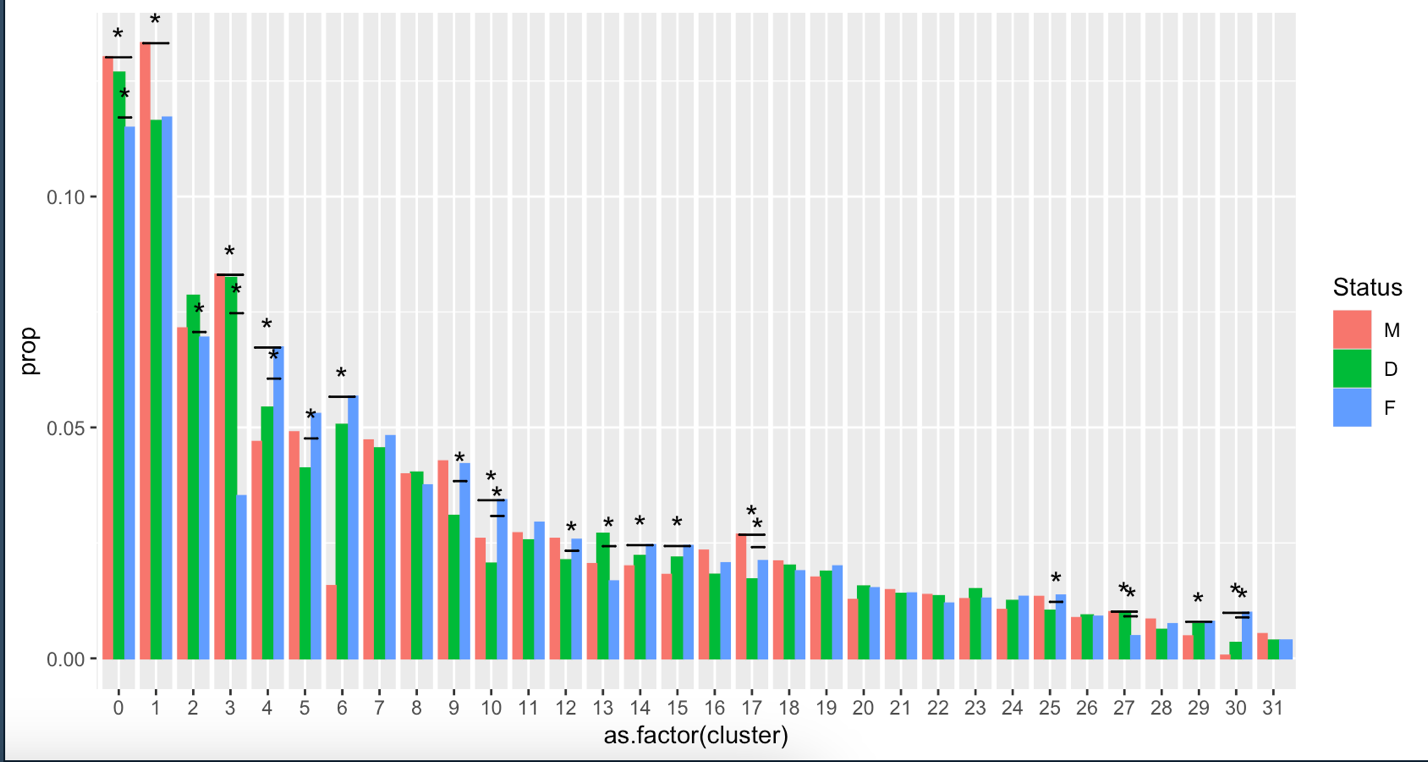 * *
*
0.10
* *
* * * * *
0.05
* * * * * * * * * *
* * * * *
0.00
0 1 2 3 4 5 6 7 8 9 10 11 12 13 14 15 16 17 18 19 20 21 22 23 24 25 26 27 28 29 30 31
as.factor(cluster)
prop
Status
M
D
F